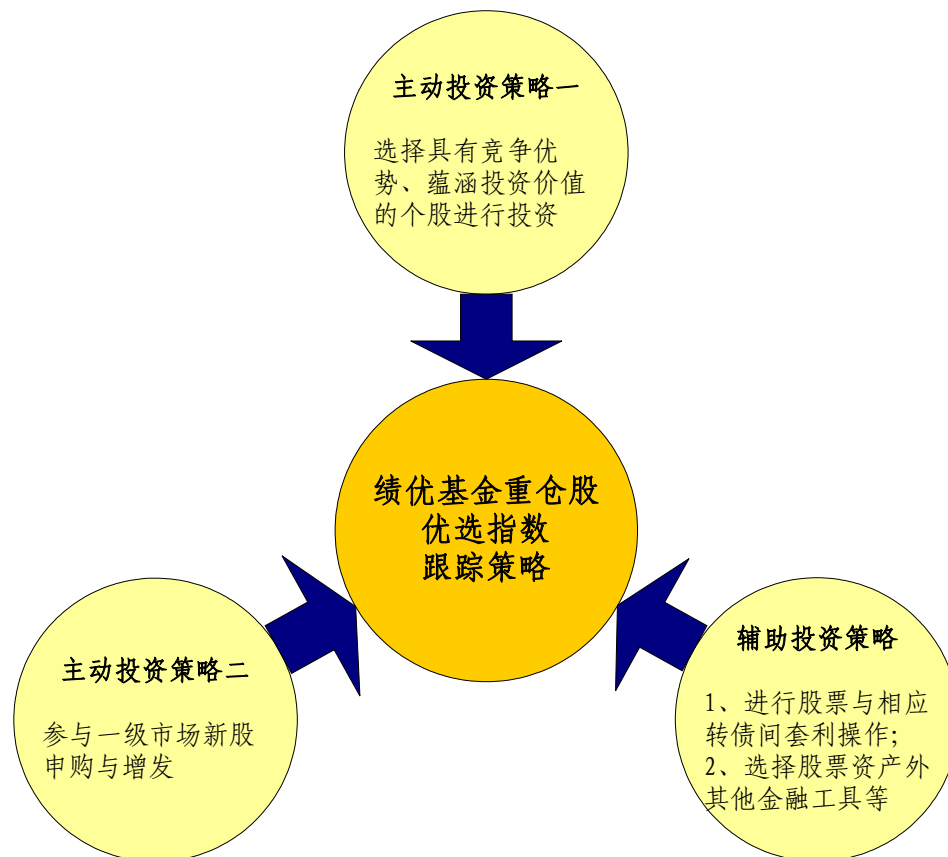 主动投资策略一
选择具有竞争优
势、蕴涵投资价值
的个股进行投资
绩优基金重仓股
优选指数
跟踪策略
主动投资策略二
参与一级市场新股
申购与增发
辅助投资策略
1、进行股票与相应
转债间套利操作;
2、选择股票资产外
其他金融工具等